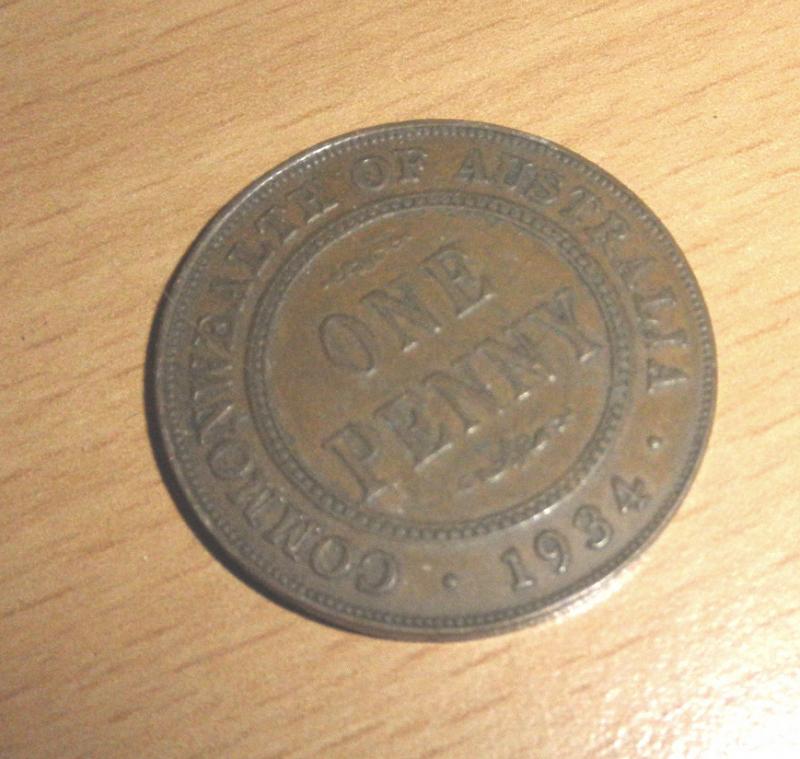 COMMONWEALTH OF AUSTRALIA
ONE
PENNY
· 1934 ·